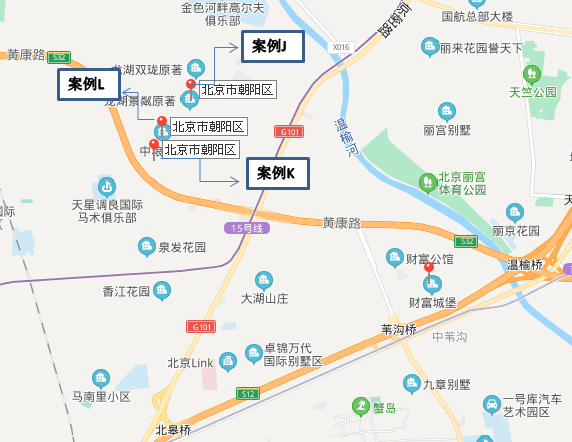 金色河畔高尔夫
俱乐部
国航总部大楼
京密路
黄康路
S32
案例J
X016
丽来花园誉天下
龙湖双珑原著
天竺公园
案例L
北京市朝阳区
龙湖景粼原著
丽宫别墅
北京市朝阳区
G101
温榆河
中粮
北京市朝阳区
案例K
北京丽宫
体育公园
天星调良国际
马术俱乐部
国际
区
丽京花园
15号线
黄康路
S32
泉发花园
财富公馆
温榆桥
大湖山庄
香江花园
财富城堡
G101
苇沟桥
中苇沟
卓锦万代
国际别墅区
北京Link
马南里小区
九章别墅
S12
一号库汽车
艺术园区
蟹岛
北皋桥